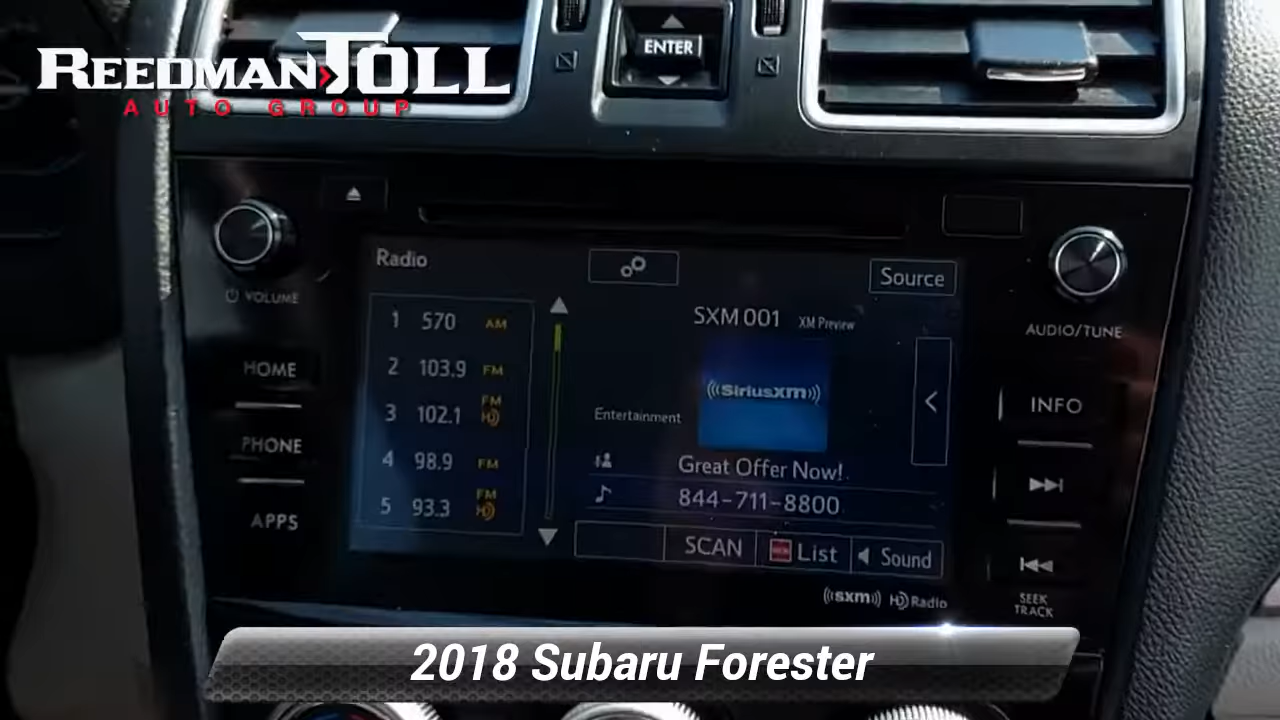 REEDMAN TOLL
AUTO GROUP
ENTER
VOLUME
HOME
PHONE
APPS
Radio
Source
1 570 AM
2 103.9 FM
3 102.1 FM HD
4 98.9 FM
5 93.3 FM HD
SXM 001 XM Preview
((SiriusXM))
Entertainment
Great Offer Now!
844-711-8800
SCAN
List
Sound
((sxm)) HD Radio
AUDIO/TUNE
INFO
SEEK
TRACK
2018 Subaru Forester